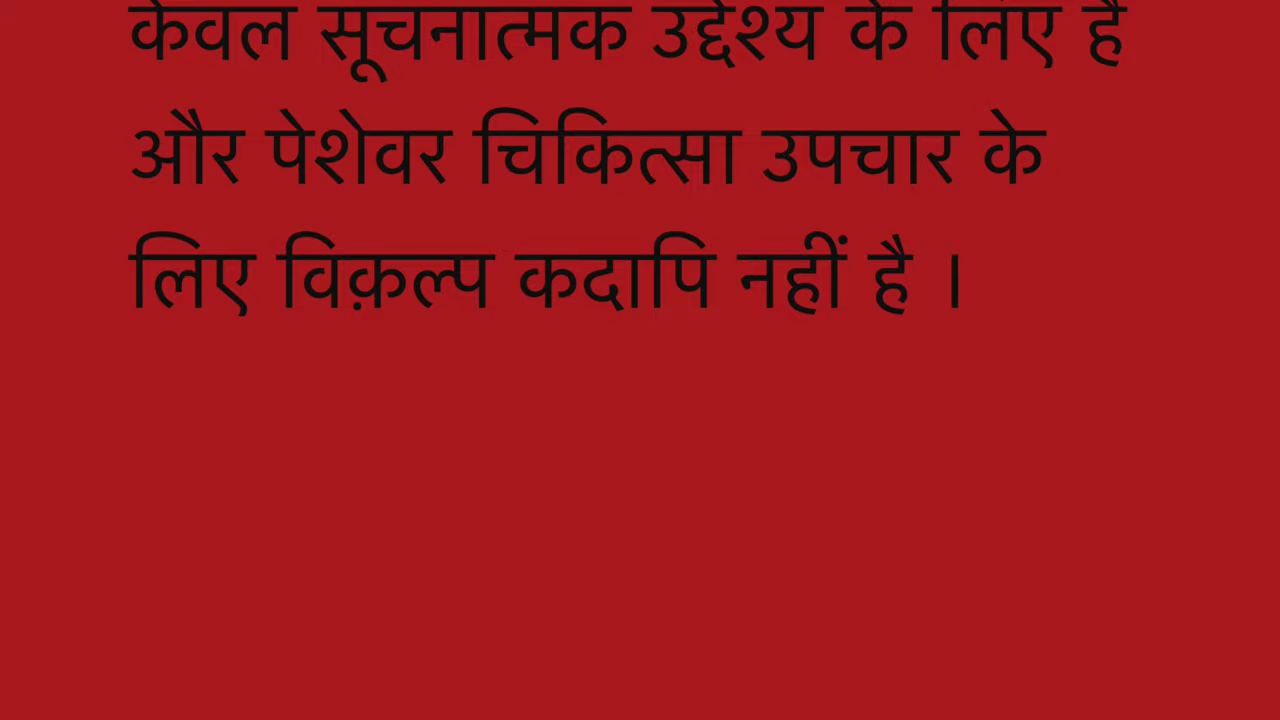 केवल सूचनात्मक उद्देश्य के लिए है
और पेशेवर चिकित्सा उपचार के
लिए विक़ल्प कदापि नहीं है ।